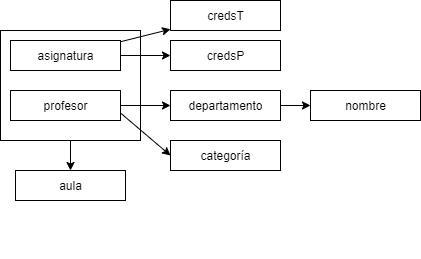 credsT
asignatura
credsP
profesor
departamento
nombre
categoría
aula